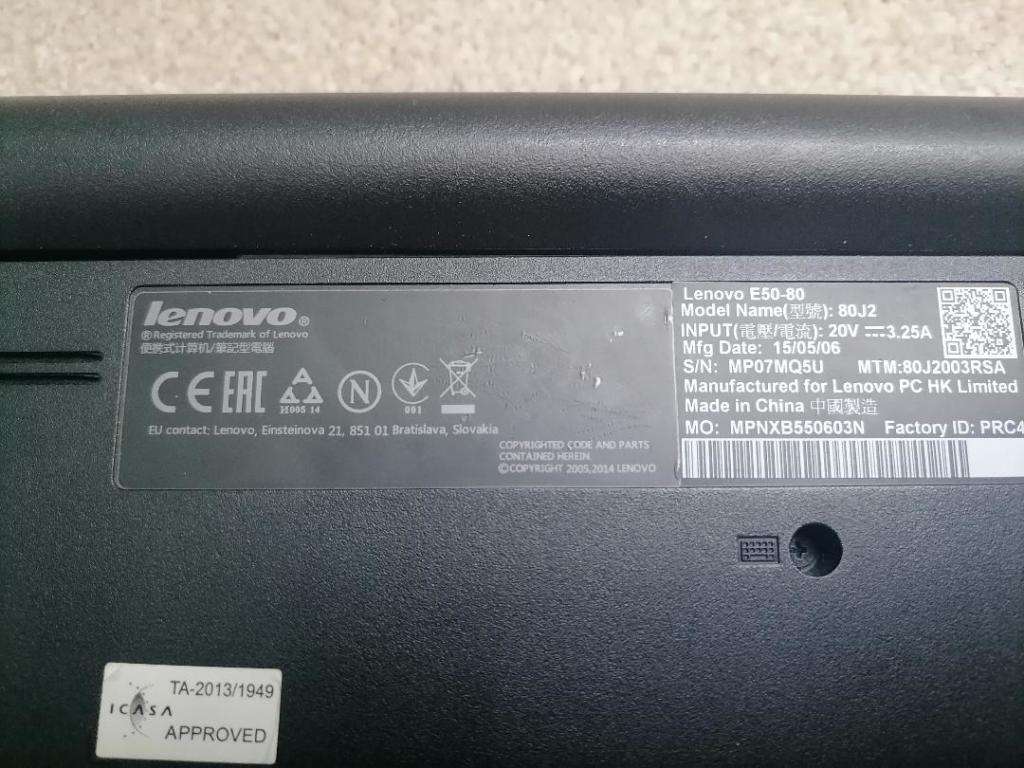 lenovo®
®Registered Trademark of Lenovo
便携式计算机/筆記型電腦
CE EAC
И005 14
N
001
EU contact: Lenovo, Einsteinova 21, 851 01 Bratislava, Slovakia
COPYRIGHTED CODE AND PARTS
CONTAINED HEREIN.
©COPYRIGHT 2005,2014 LENOVO
Lenovo E50-80
Model Name(型號): 80J2
INPUT(電壓/電流): 20V ⎓ 3.25A
Mfg Date: 15/05/06
S/N: MP07MQ5U MTM:80J2003RSA
Manufactured for Lenovo PC HK Limited
Made in China 中國製造
MO: MPNXB550603N Factory ID: PRC4
TA-2013/1949
ICASA
APPROVED